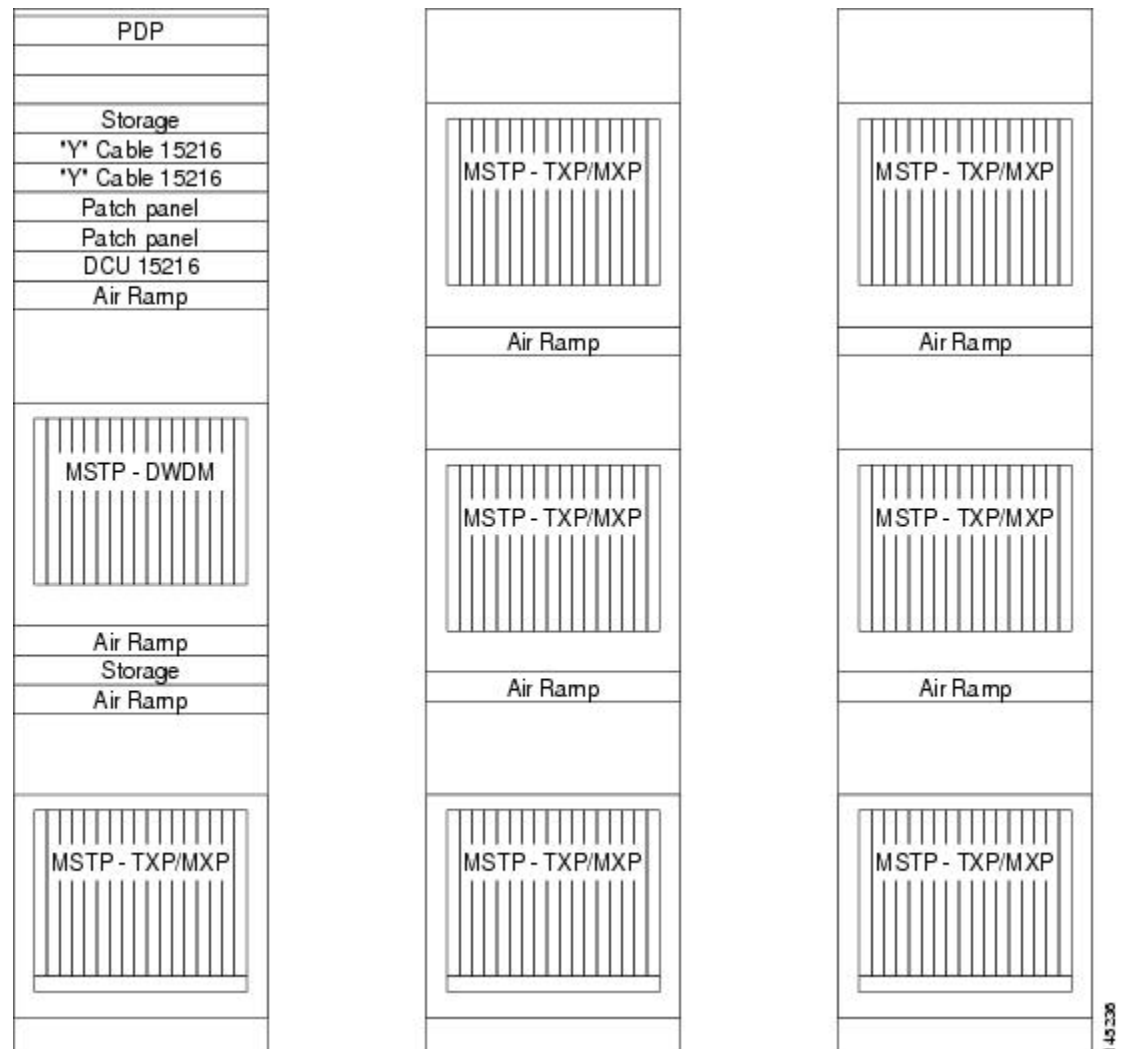 PDP
Storage
"Y" Cable 15216
"Y" Cable 15216
Patch panel
Patch panel
DCU 15216
Air Ramp
MSTP - DWDM
Air Ramp
Storage
Air Ramp
MSTP - TXP/MXP
MSTP - TXP/MXP
Air Ramp
MSTP - TXP/MXP
Air Ramp
MSTP - TXP/MXP
MSTP - TXP/MXP
Air Ramp
MSTP - TXP/MXP
Air Ramp
MSTP - TXP/MXP